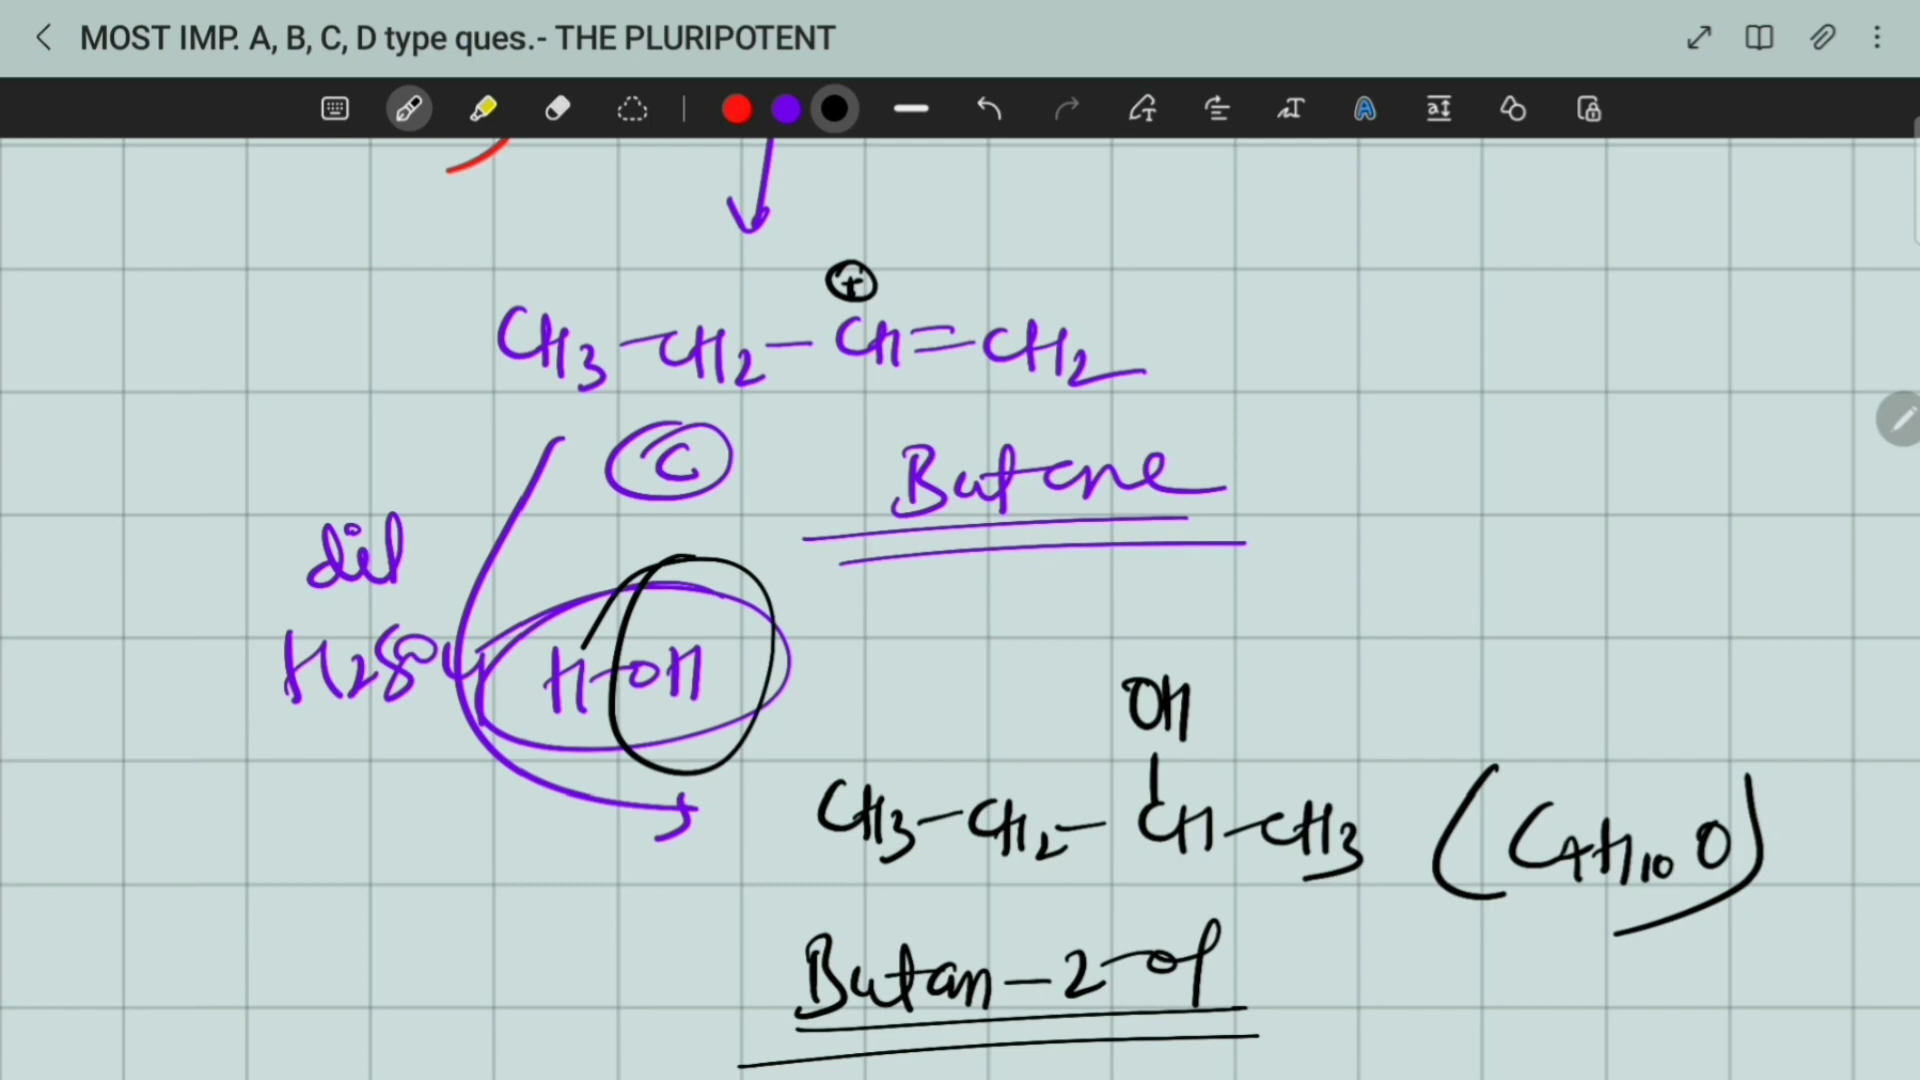 MOST IMP. A, B, C, D type ques.- THE PLURIPOTENT
+
CH3-CH2-CH=CH2
C
Butene
dil
H2SO4
H-OH
OH
CH3-CH2-CH-CH3 (C4H10O)
Butan-2-ol